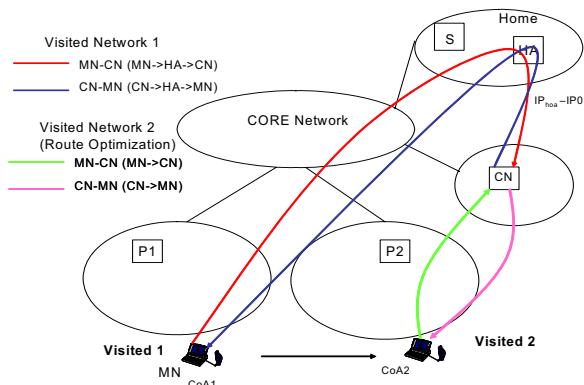 Home
Visited Network 1
S
HA
MN-CN (MN->HA->CN)
CN-MN (CN->HA->MN)
IPhoa–IP0
CORE Network
Visited Network 2
(Route Optimization)
MN-CN (MN->CN)
CN-MN (CN->MN)
CN
P1
P2
Visited 1
Visited 2
MN
CoA1
CoA2